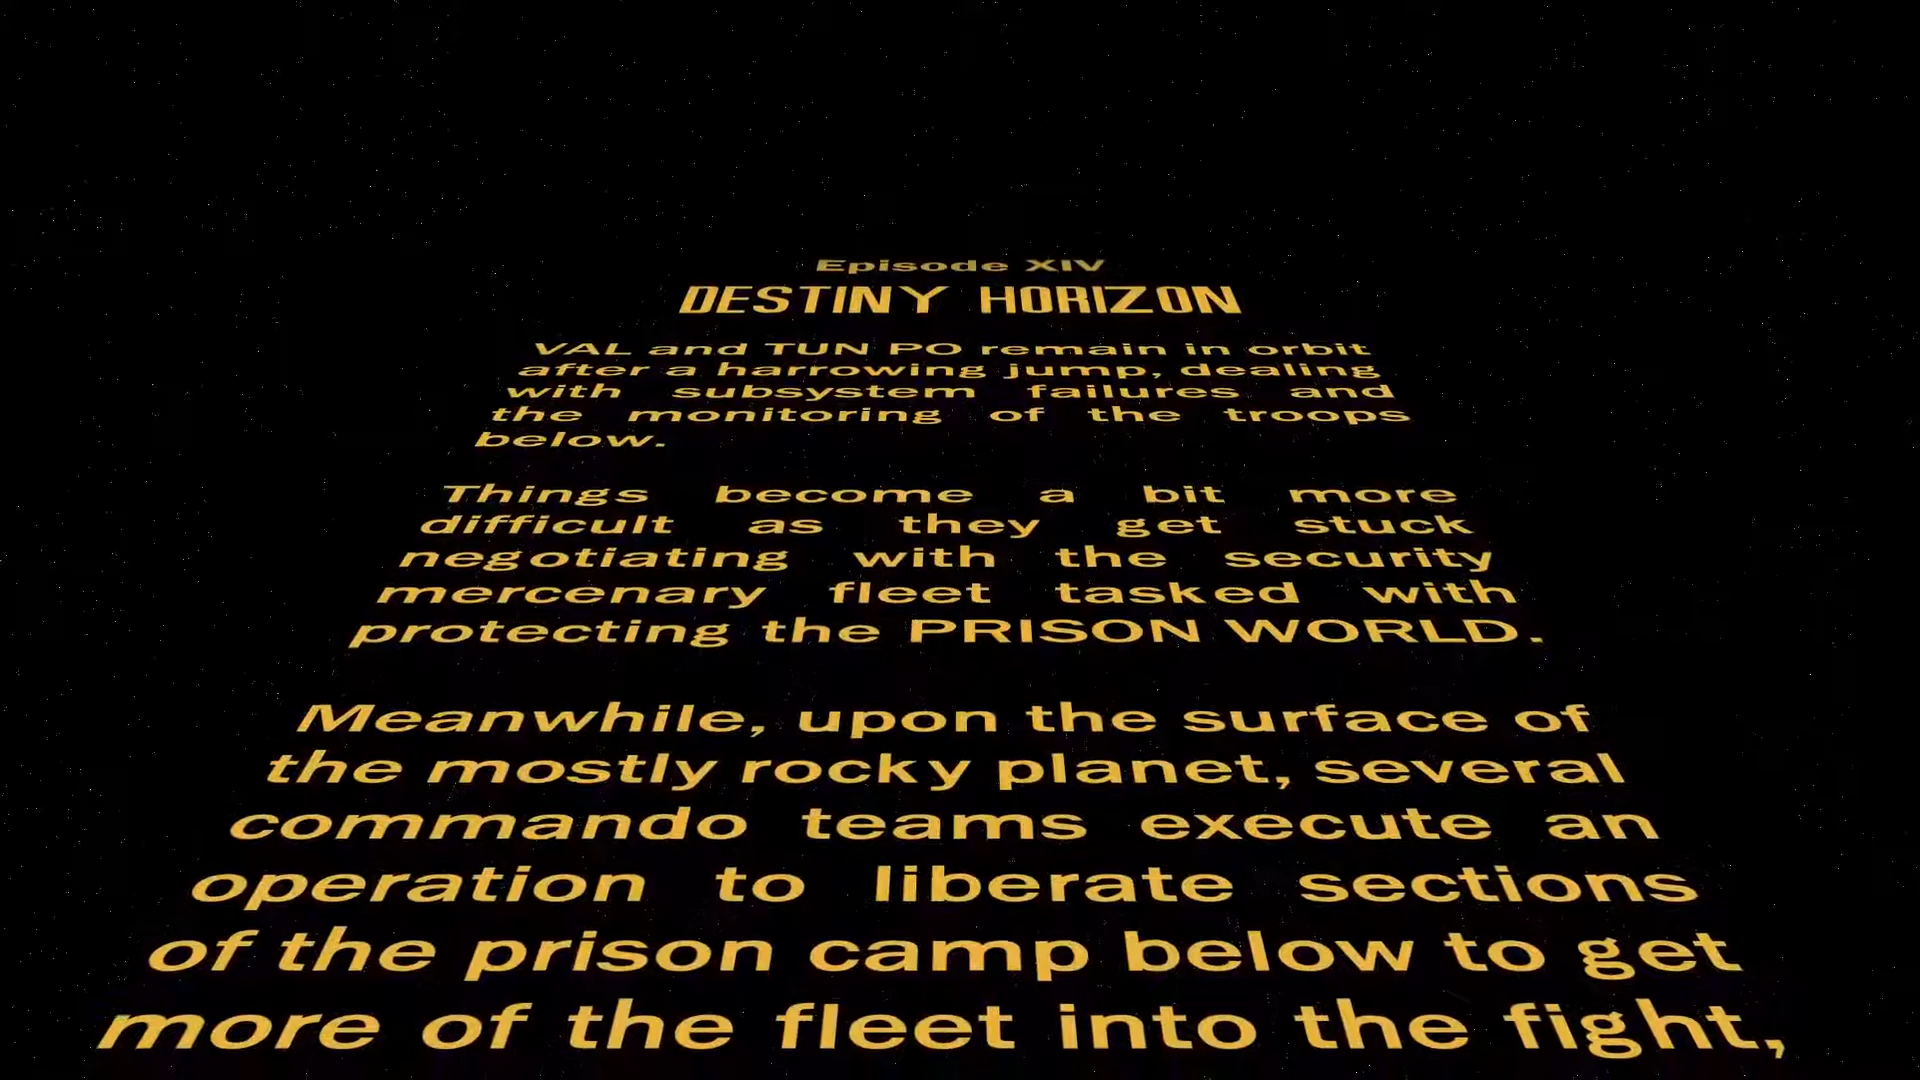 Episode XIV
DESTINY HORIZON
VAL and TUN PO remain in orbit
after a harrowing jump, dealing
with subsystem failures and
the monitoring of the troops
below.
Things become a bit more
difficult as they get stuck
negotiating with the security
mercenary fleet tasked with
protecting the PRISON WORLD.
Meanwhile, upon the surface of
the mostly rocky planet, several
commando teams execute an
operation to liberate sections
of the prison camp below to get
more of the fleet into the fight,